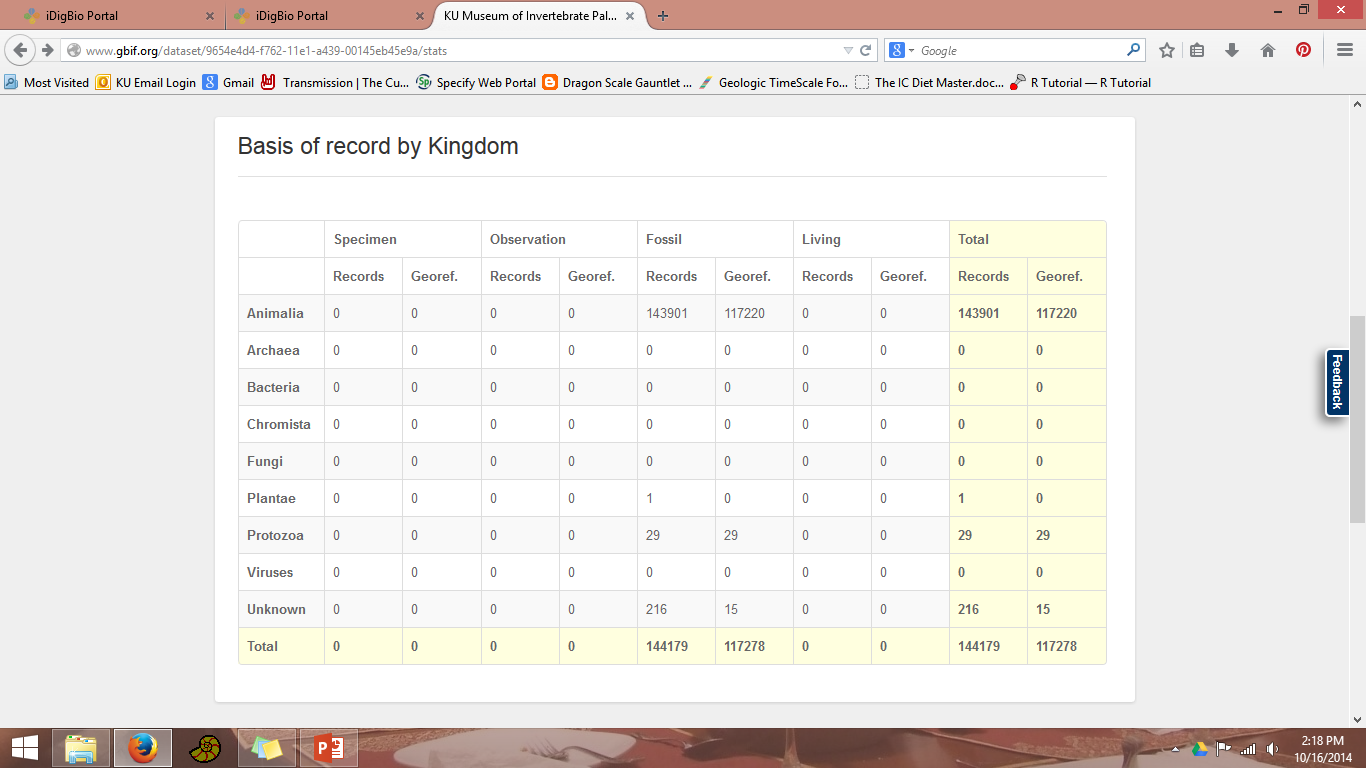 iDigBio Portal iDigBio Portal KU Museum of Invertebrate Pal...
www.gbif.org/dataset/9654e4d4-f762-11e1-a439-00145eb45e9a/stats Google
Most Visited KU Email Login Gmail Transmission | The Cu... Specify Web Portal Dragon Scale Gauntlet ... Geologic TimeScale Fo... The IC Diet Master.doc... R Tutorial — R Tutorial
Basis of record by Kingdom
Specimen Observation Fossil Living Total
Records Georef. Records Georef. Records Georef. Records Georef. Records Georef.
Animalia 0 0 0 0 143901 117220 0 0 143901 117220
Archaea 0 0 0 0 0 0 0 0 0 0
Bacteria 0 0 0 0 0 0 0 0 0 0
Chromista 0 0 0 0 0 0 0 0 0 0
Fungi 0 0 0 0 0 0 0 0 0 0
Plantae 0 0 0 0 1 0 0 0 1 0
Protozoa 0 0 0 0 29 29 0 0 29 29
Viruses 0 0 0 0 0 0 0 0 0 0
Unknown 0 0 0 0 216 15 0 0 216 15
Total 0 0 0 0 144179 117278 0 0 144179 117278
Feedback
2:18 PM
10/16/2014